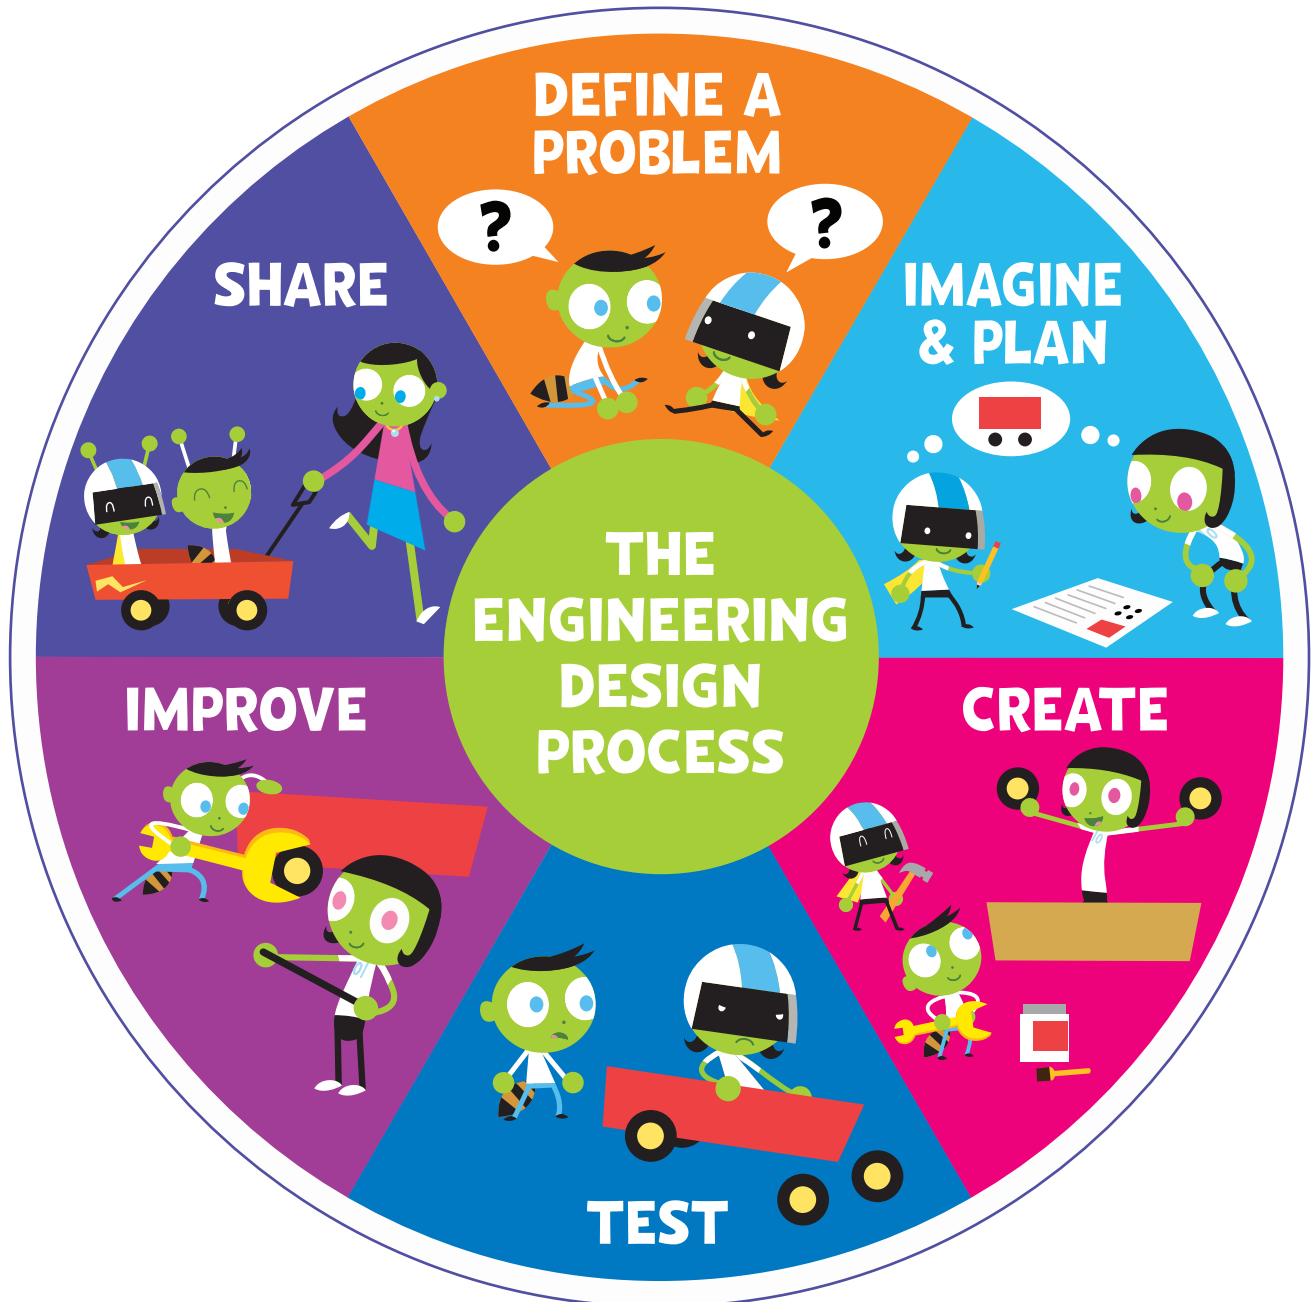 DEFINE A
PROBLEM
?
?
IMAGINE
& PLAN
CREATE
TEST
IMPROVE
SHARE
THE
ENGINEERING
DESIGN
PROCESS